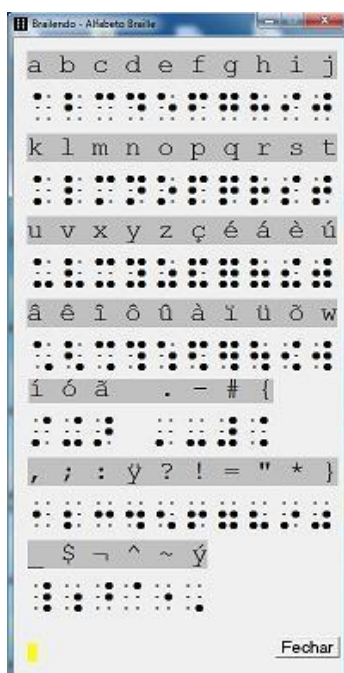 Brailendo - Alfabeto Braille
a b c d e f g h i j
k l m n o p q r s t
u v x y z ç é á è ú
â ê î ô û à ï ü õ w
í ó ã . - # {
, ; : ÿ ? ! = " * }
_ $ ¬ ^ ~ ý
Fechar